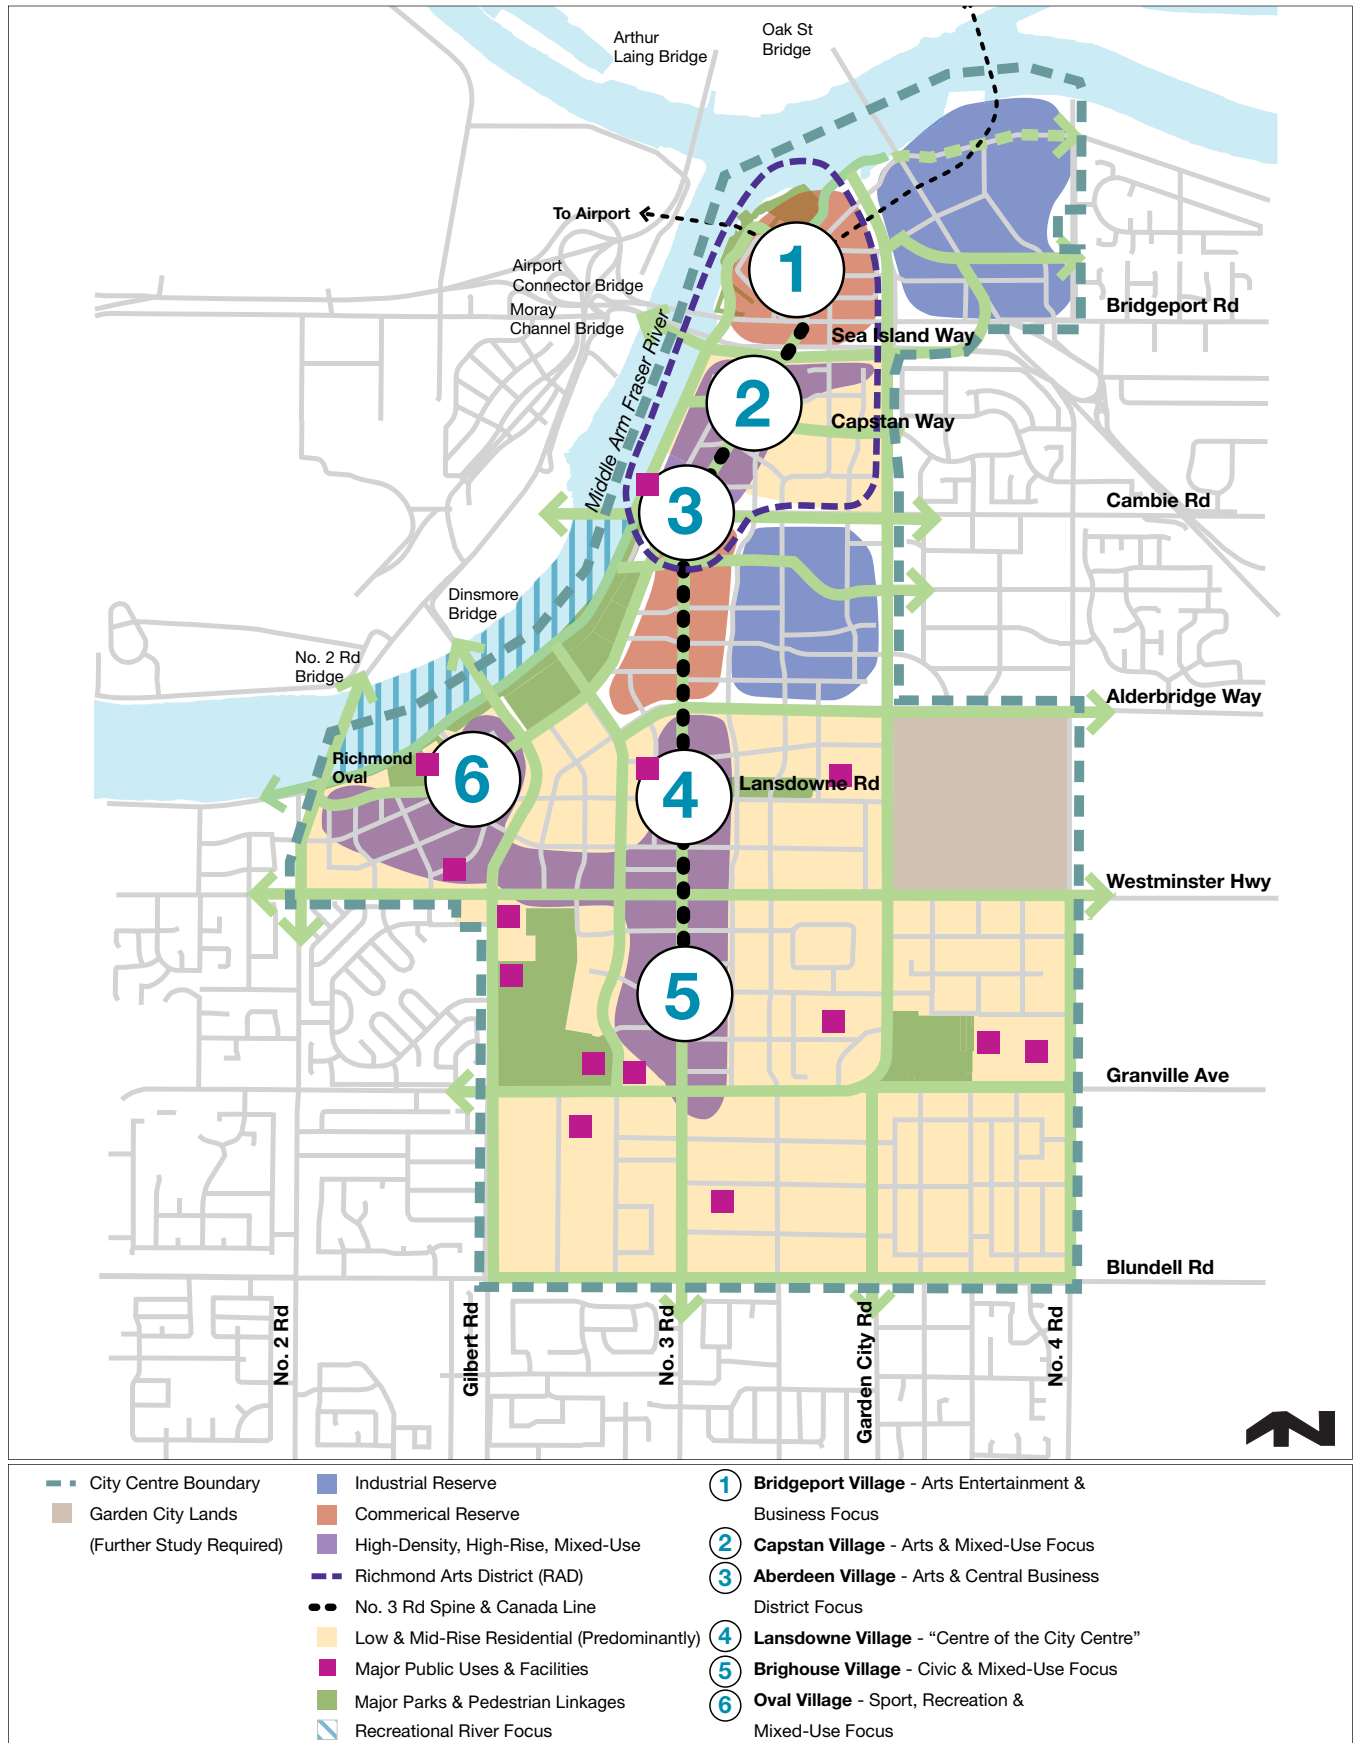 Arthur
Laing Bridge
Oak St
Bridge
To Airport
1
Airport
Connector Bridge
Moray
Channel Bridge
Bridgeport Rd
Sea Island Way
Middle Arm Fraser River
2
Capstan Way
3
Cambie Rd
Dinsmore
Bridge
No. 2 Rd
Bridge
Alderbridge Way
Richmond
Oval
6
4
Lansdowne Rd
Westminster Hwy
5
Granville Ave
Blundell Rd
No. 2 Rd
Gilbert Rd
No. 3 Rd
Garden City Rd
No. 4 Rd
N
City Centre Boundary
Garden City Lands
(Further Study Required)
Industrial Reserve
Commerical Reserve
High-Density, High-Rise, Mixed-Use
Richmond Arts District (RAD)
No. 3 Rd Spine & Canada Line
Low & Mid-Rise Residential (Predominantly)
Major Public Uses & Facilities
Major Parks & Pedestrian Linkages
Recreational River Focus
1 Bridgeport Village - Arts Entertainment &
Business Focus
2 Capstan Village - Arts & Mixed-Use Focus
3 Aberdeen Village - Arts & Central Business
District Focus
4 Lansdowne Village - “Centre of the City Centre”
5 Brighouse Village - Civic & Mixed-Use Focus
6 Oval Village - Sport, Recreation &
Mixed-Use Focus